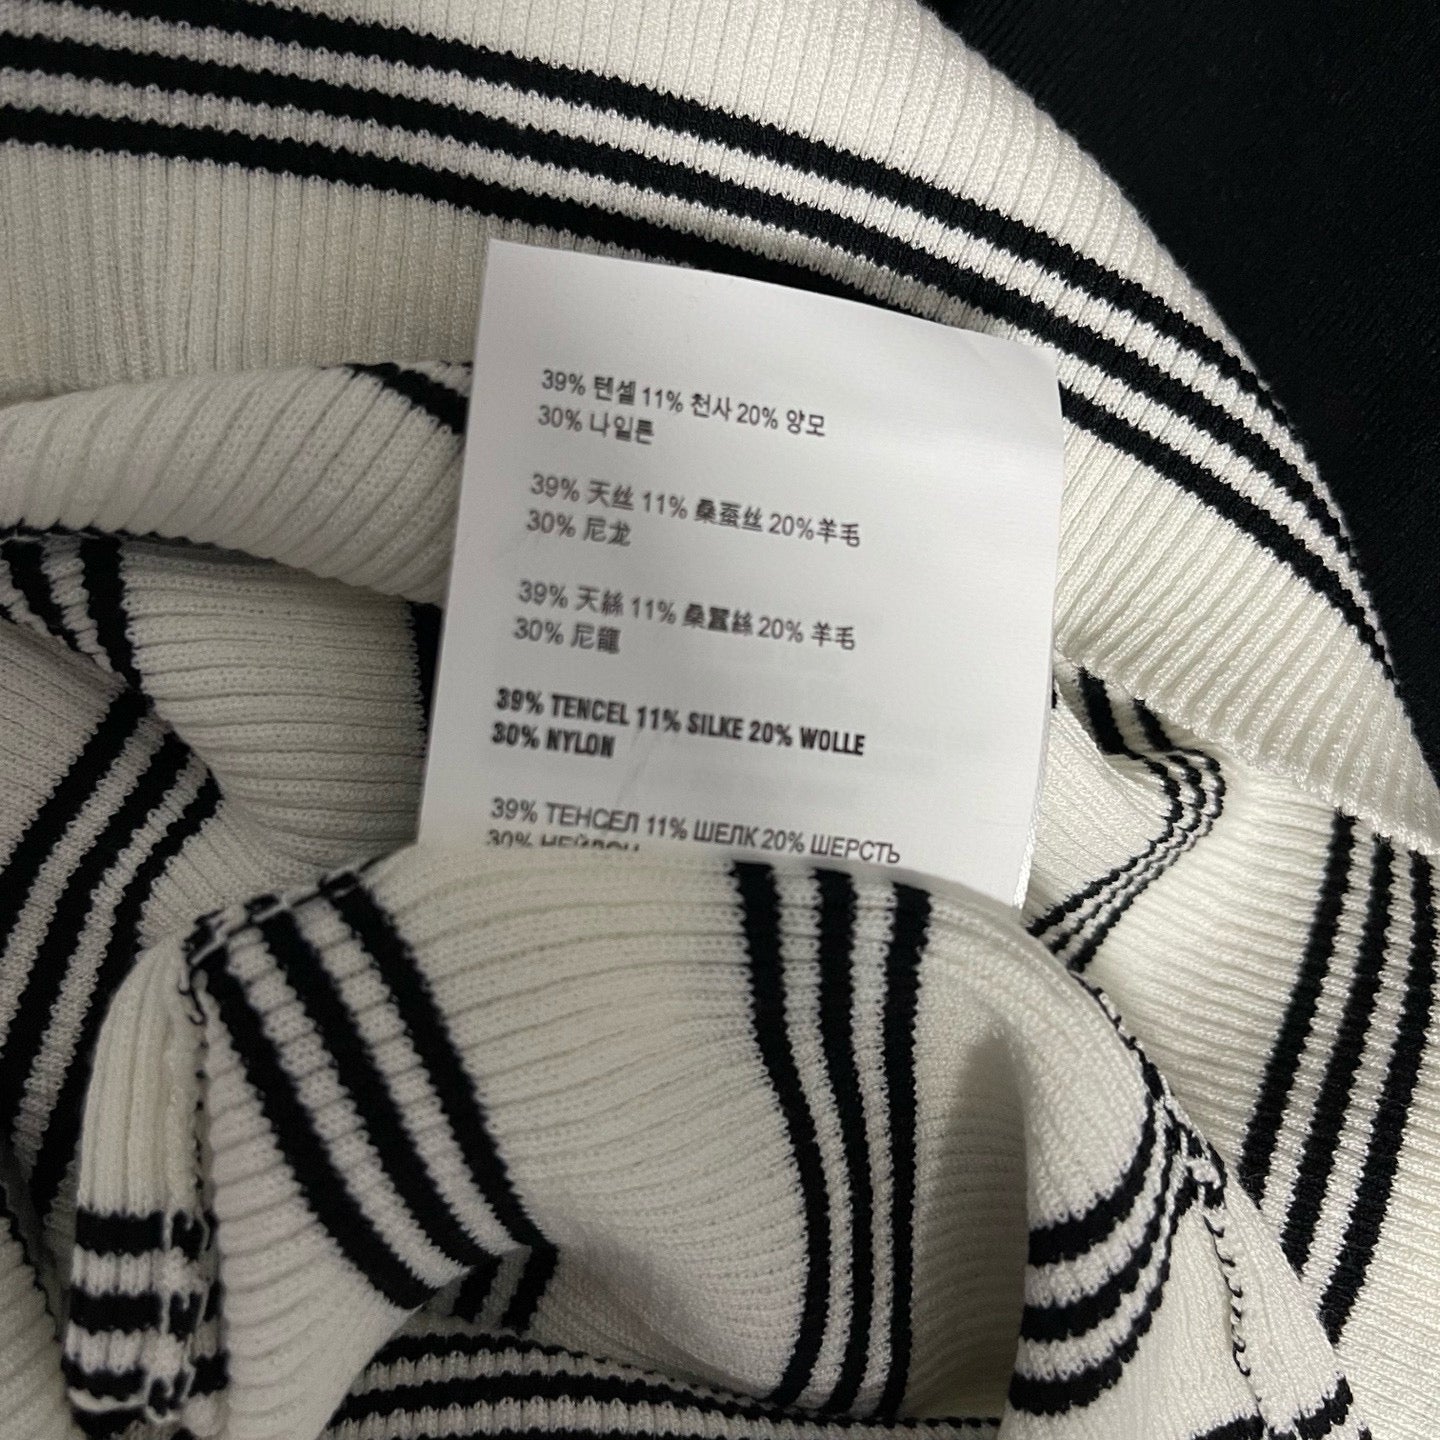 39% 텐셀 11% 천사 20% 양모
30% 나일론
39% 天丝 11% 桑蚕丝 20%羊毛
30% 尼龙
39% 天絲 11% 桑蠶絲 20% 羊毛
30% 尼龍
39% TENCEL 11% SILKE 20% WOLLE
30% NYLON
39% ТЕНСЕЛ 11% ШЕЛК 20% ШЕРСТЬ
30% НЕЙЛОН